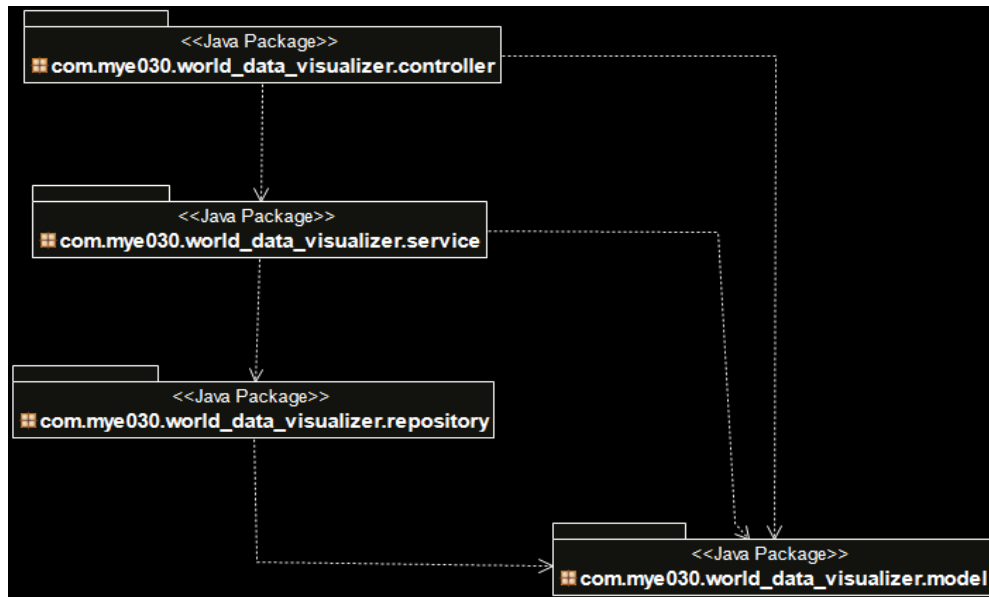 <<Java Package>>
com.mye030.world_data_visualizer.controller
<<Java Package>>
com.mye030.world_data_visualizer.service
<<Java Package>>
com.mye030.world_data_visualizer.repository
<<Java Package>>
com.mye030.world_data_visualizer.model